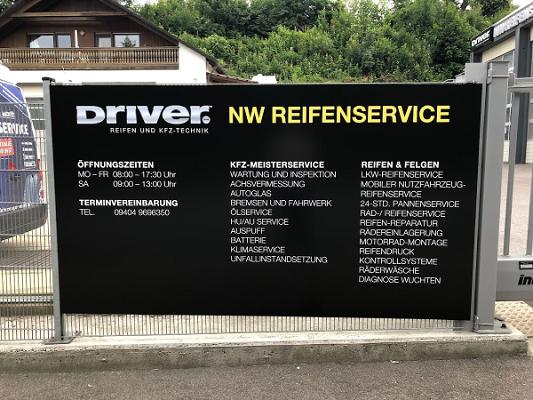 DRIVER
REIFEN UND KFZ-TECHNIK
NW REIFENSERVICE
ÖFFNUNGSZEITEN
MO – FR 08:00 – 17:30 Uhr
SA 09:00 – 13:00 Uhr
TERMINVEREINBARUNG
TEL. 09404 9696350
KFZ-MEISTERSERVICE
WARTUNG UND INSPEKTION
ACHSVERMESSUNG
AUTOGLAS
BREMSEN UND FAHRWERK
ÖLSERVICE
HU/AU SERVICE
AUSPUFF
BATTERIE
KLIMASERVICE
UNFALLINSTANDSETZUNG
REIFEN & FELGEN
LKW-REIFENSERVICE
MOBILER NUTZFAHRZEUG-
REIFENSERVICE
24-STD. PANNENSERVICE
RAD-/ REIFENSERVICE
REIFEN-REPARATUR
RÄDEREINLAGERUNG
MOTORRAD-MONTAGE
REIFENDRUCK
KONTROLLSYSTEME
RÄDERWÄSCHE
DIAGNOSE WUCHTEN
DRIVER